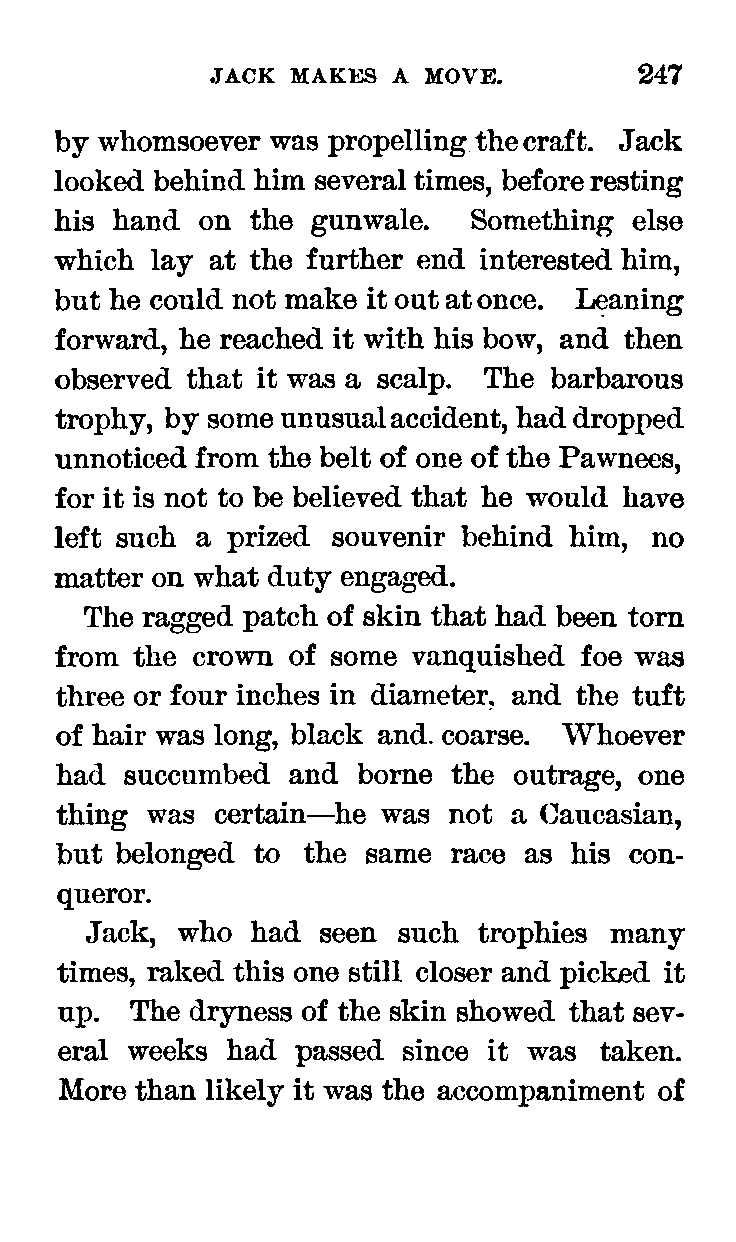 JACK MAKES A MOVE. 247
by whomsoever was propelling the craft. Jack
looked behind him several times, before resting
his hand on the gunwale. Something else
which lay at the further end interested him,
but he could not make it out at once. Leaning
forward, he reached it with his bow, and then
observed that it was a scalp. The barbarous
trophy, by some unusual accident, had dropped
unnoticed from the belt of one of the Pawnees,
for it is not to be believed that he would have
left such a prized souvenir behind him, no
matter on what duty engaged.
The ragged patch of skin that had been torn
from the crown of some vanquished foe was
three or four inches in diameter, and the tuft
of hair was long, black and. coarse. Whoever
had succumbed and borne the outrage, one
thing was certain—he was not a Caucasian,
but belonged to the same race as his con-
queror.
Jack, who had seen such trophies many
times, raked this one still closer and picked it
up. The dryness of the skin showed that sev-
eral weeks had passed since it was taken.
More than likely it was the accompaniment of